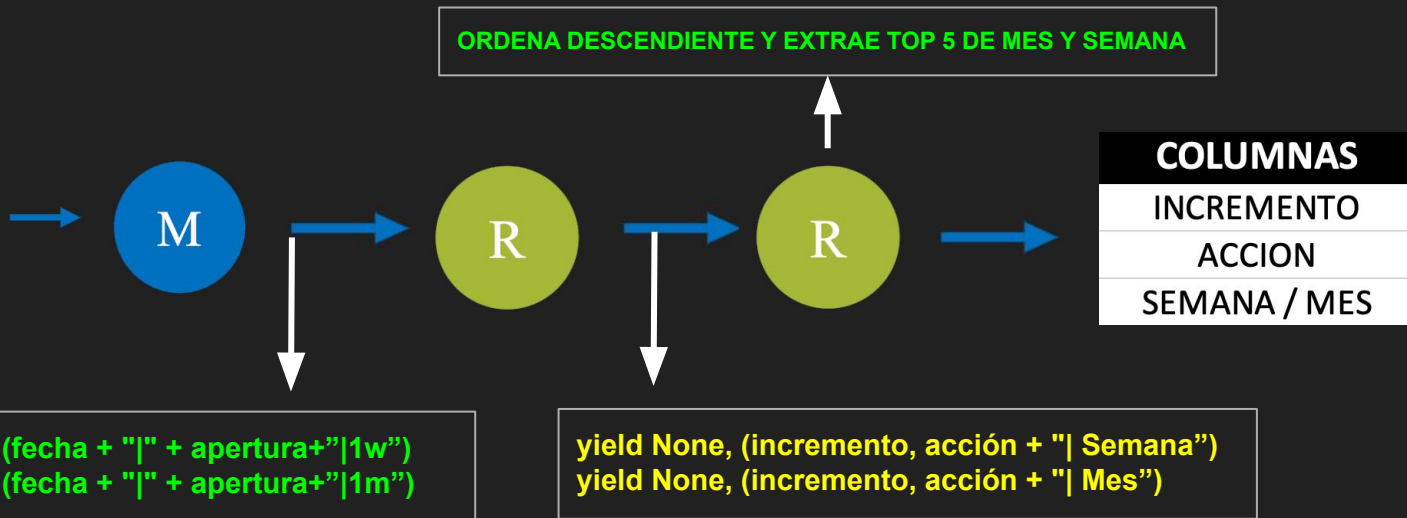 ORDENA DESCENDIENTE Y EXTRAE TOP 5 DE MES Y SEMANA
M
R
R
COLUMNAS
INCREMENTO
ACCION
SEMANA / MES
(fecha + "|" + apertura+”|1w”)
(fecha + "|" + apertura+”|1m”)
yield None, (incremento, acción + "| Semana”)
yield None, (incremento, acción + "| Mes”)